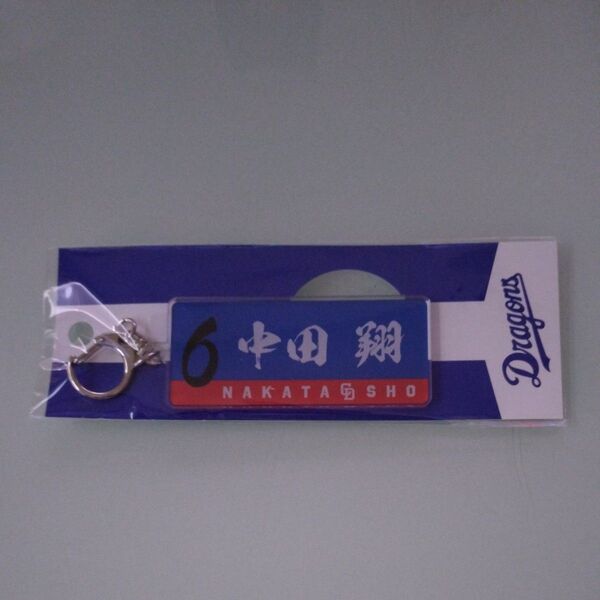 6 中田 翔
NAKATA CD SHO
Dragons